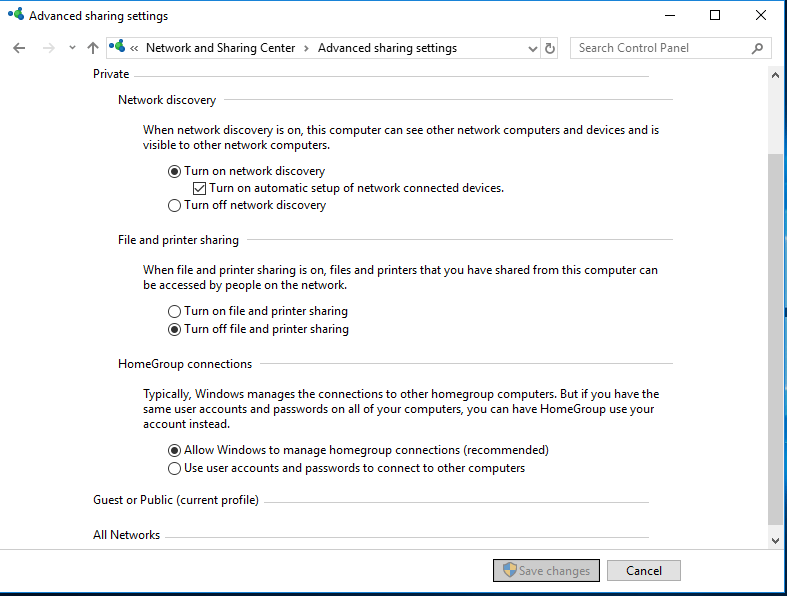 Advanced sharing settings
« Network and Sharing Center › Advanced sharing settings
Search Control Panel
Private
Network discovery
When network discovery is on, this computer can see other network computers and devices and is
visible to other network computers.
Turn on network discovery
Turn on automatic setup of network connected devices.
Turn off network discovery
File and printer sharing
When file and printer sharing is on, files and printers that you have shared from this computer can
be accessed by people on the network.
Turn on file and printer sharing
Turn off file and printer sharing
HomeGroup connections
Typically, Windows manages the connections to other homegroup computers. But if you have the
same user accounts and passwords on all of your computers, you can have HomeGroup use your
account instead.
Allow Windows to manage homegroup connections (recommended)
Use user accounts and passwords to connect to other computers
Guest or Public (current profile)
All Networks
Save changes
Cancel